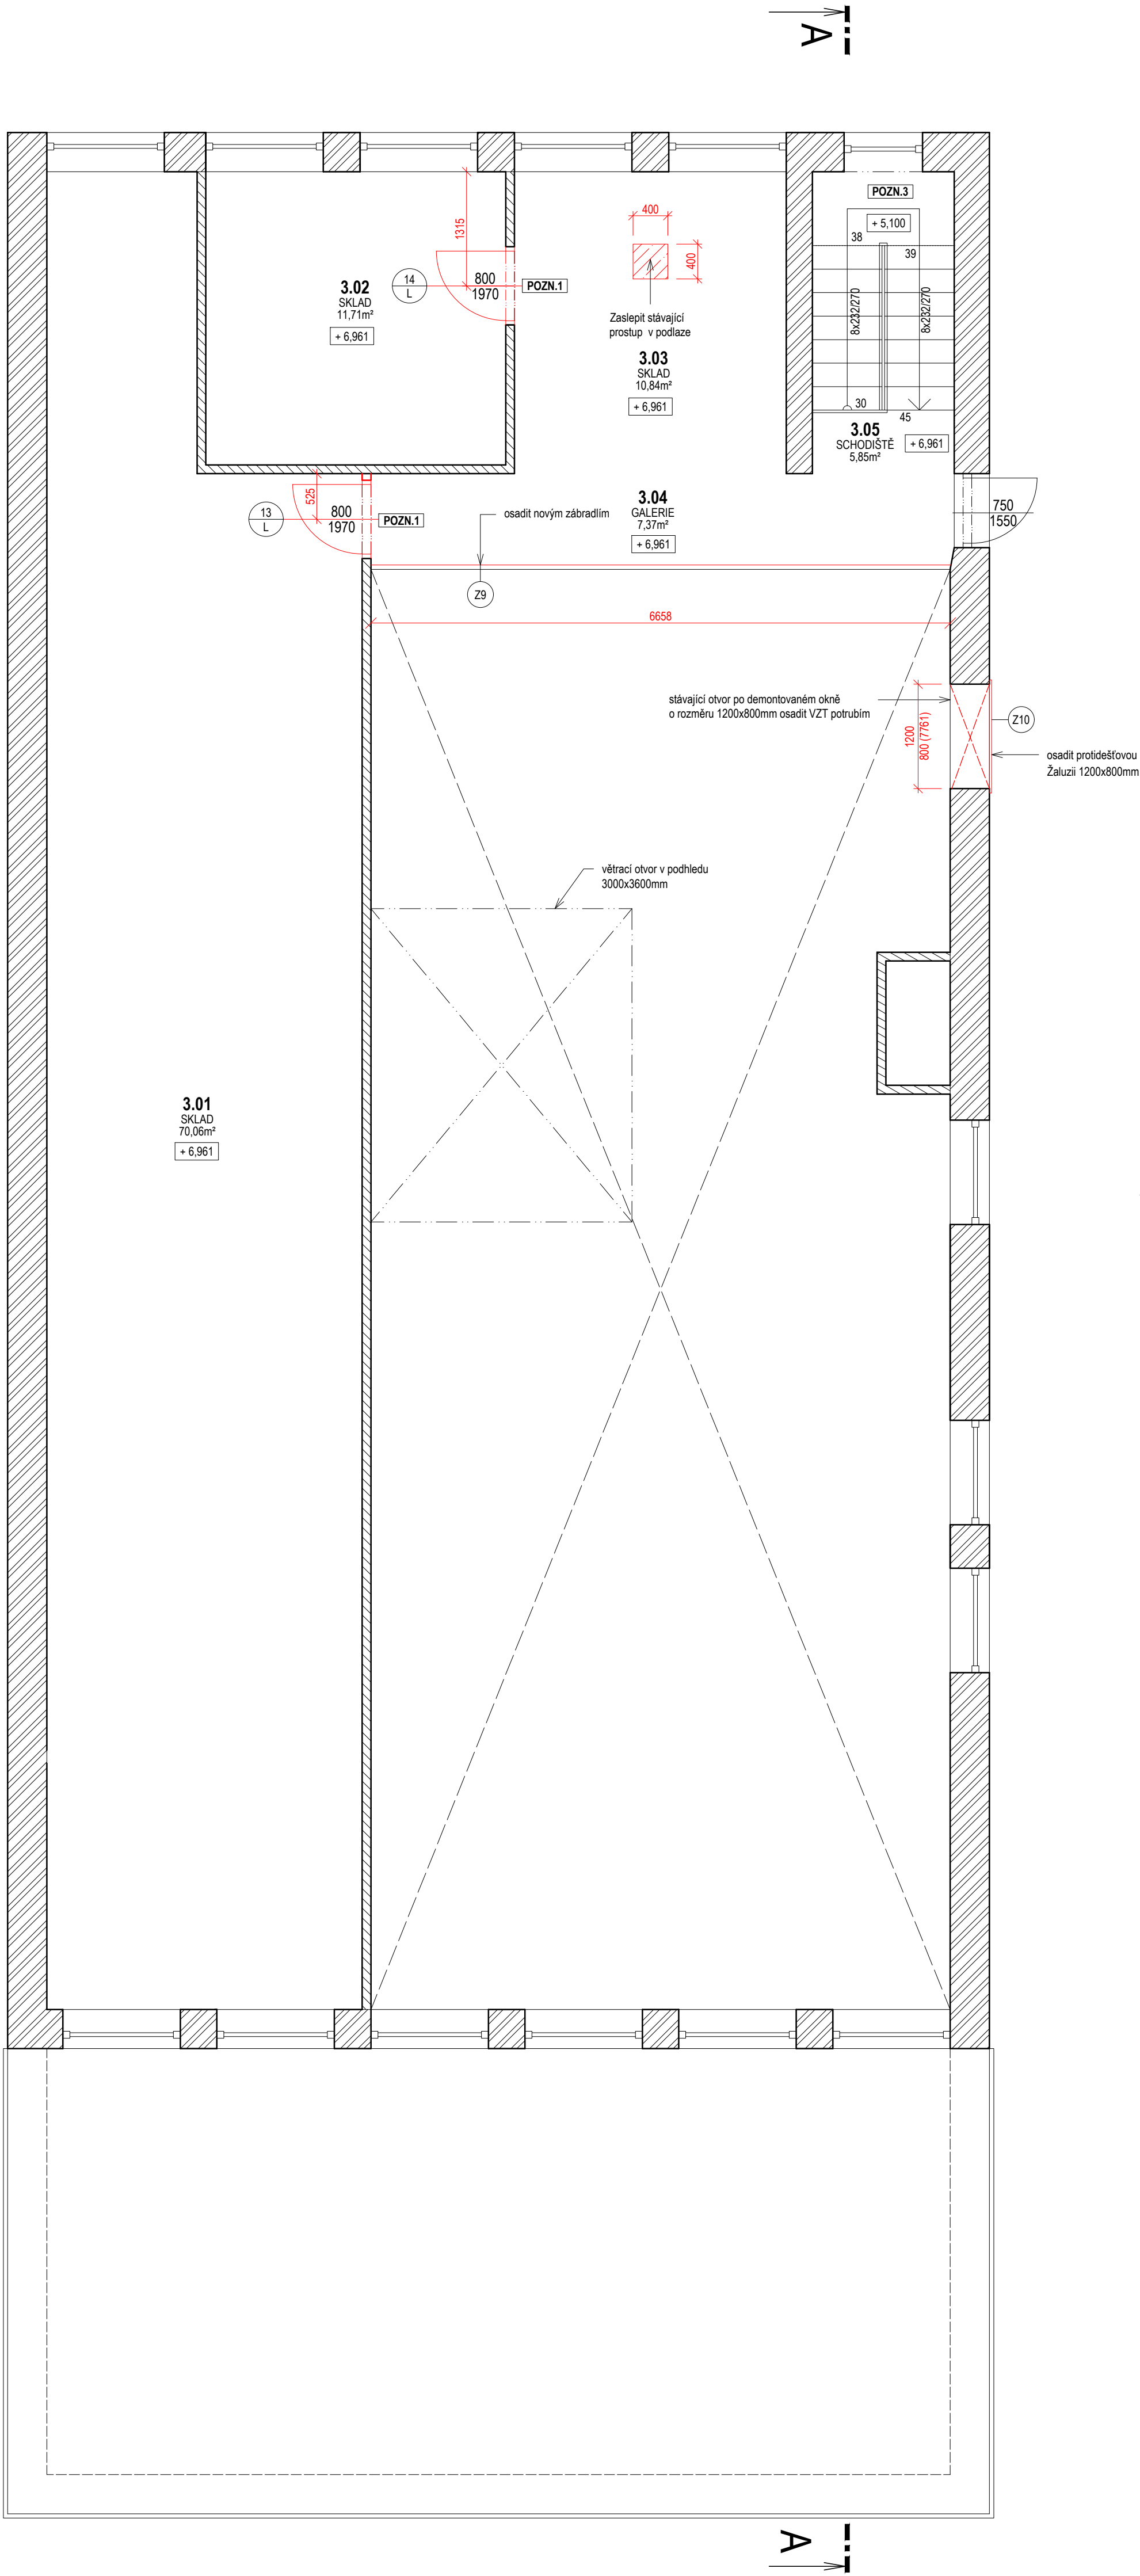 A
POZN.3
+ 5,100
38
39
8x232/270
8x232/270
30
45
3.05
SCHODIŠTĚ
5,85m²
+ 6,961
400
400
Zaslepit stávající
prostup v podlaze
3.03
SKLAD
10,84m²
+ 6,961
1315
14
L
800
1970
POZN.1
3.02
SKLAD
11,71m²
+ 6,961
525
13
L
800
1970
POZN.1
osadit novým zábradlím
Z9
3.04
GALERIE
7,37m²
+ 6,961
750
1550
6658
stávající otvor po demontovaném okně
o rozměru 1200x800mm osadit VZT potrubím
1200
800 (7761)
Z10
osadit protidešťovou
Žaluzii 1200x800mm
větrací otvor v podhledu
3000x3600mm
3.01
SKLAD
70,06m²
+ 6,961
A